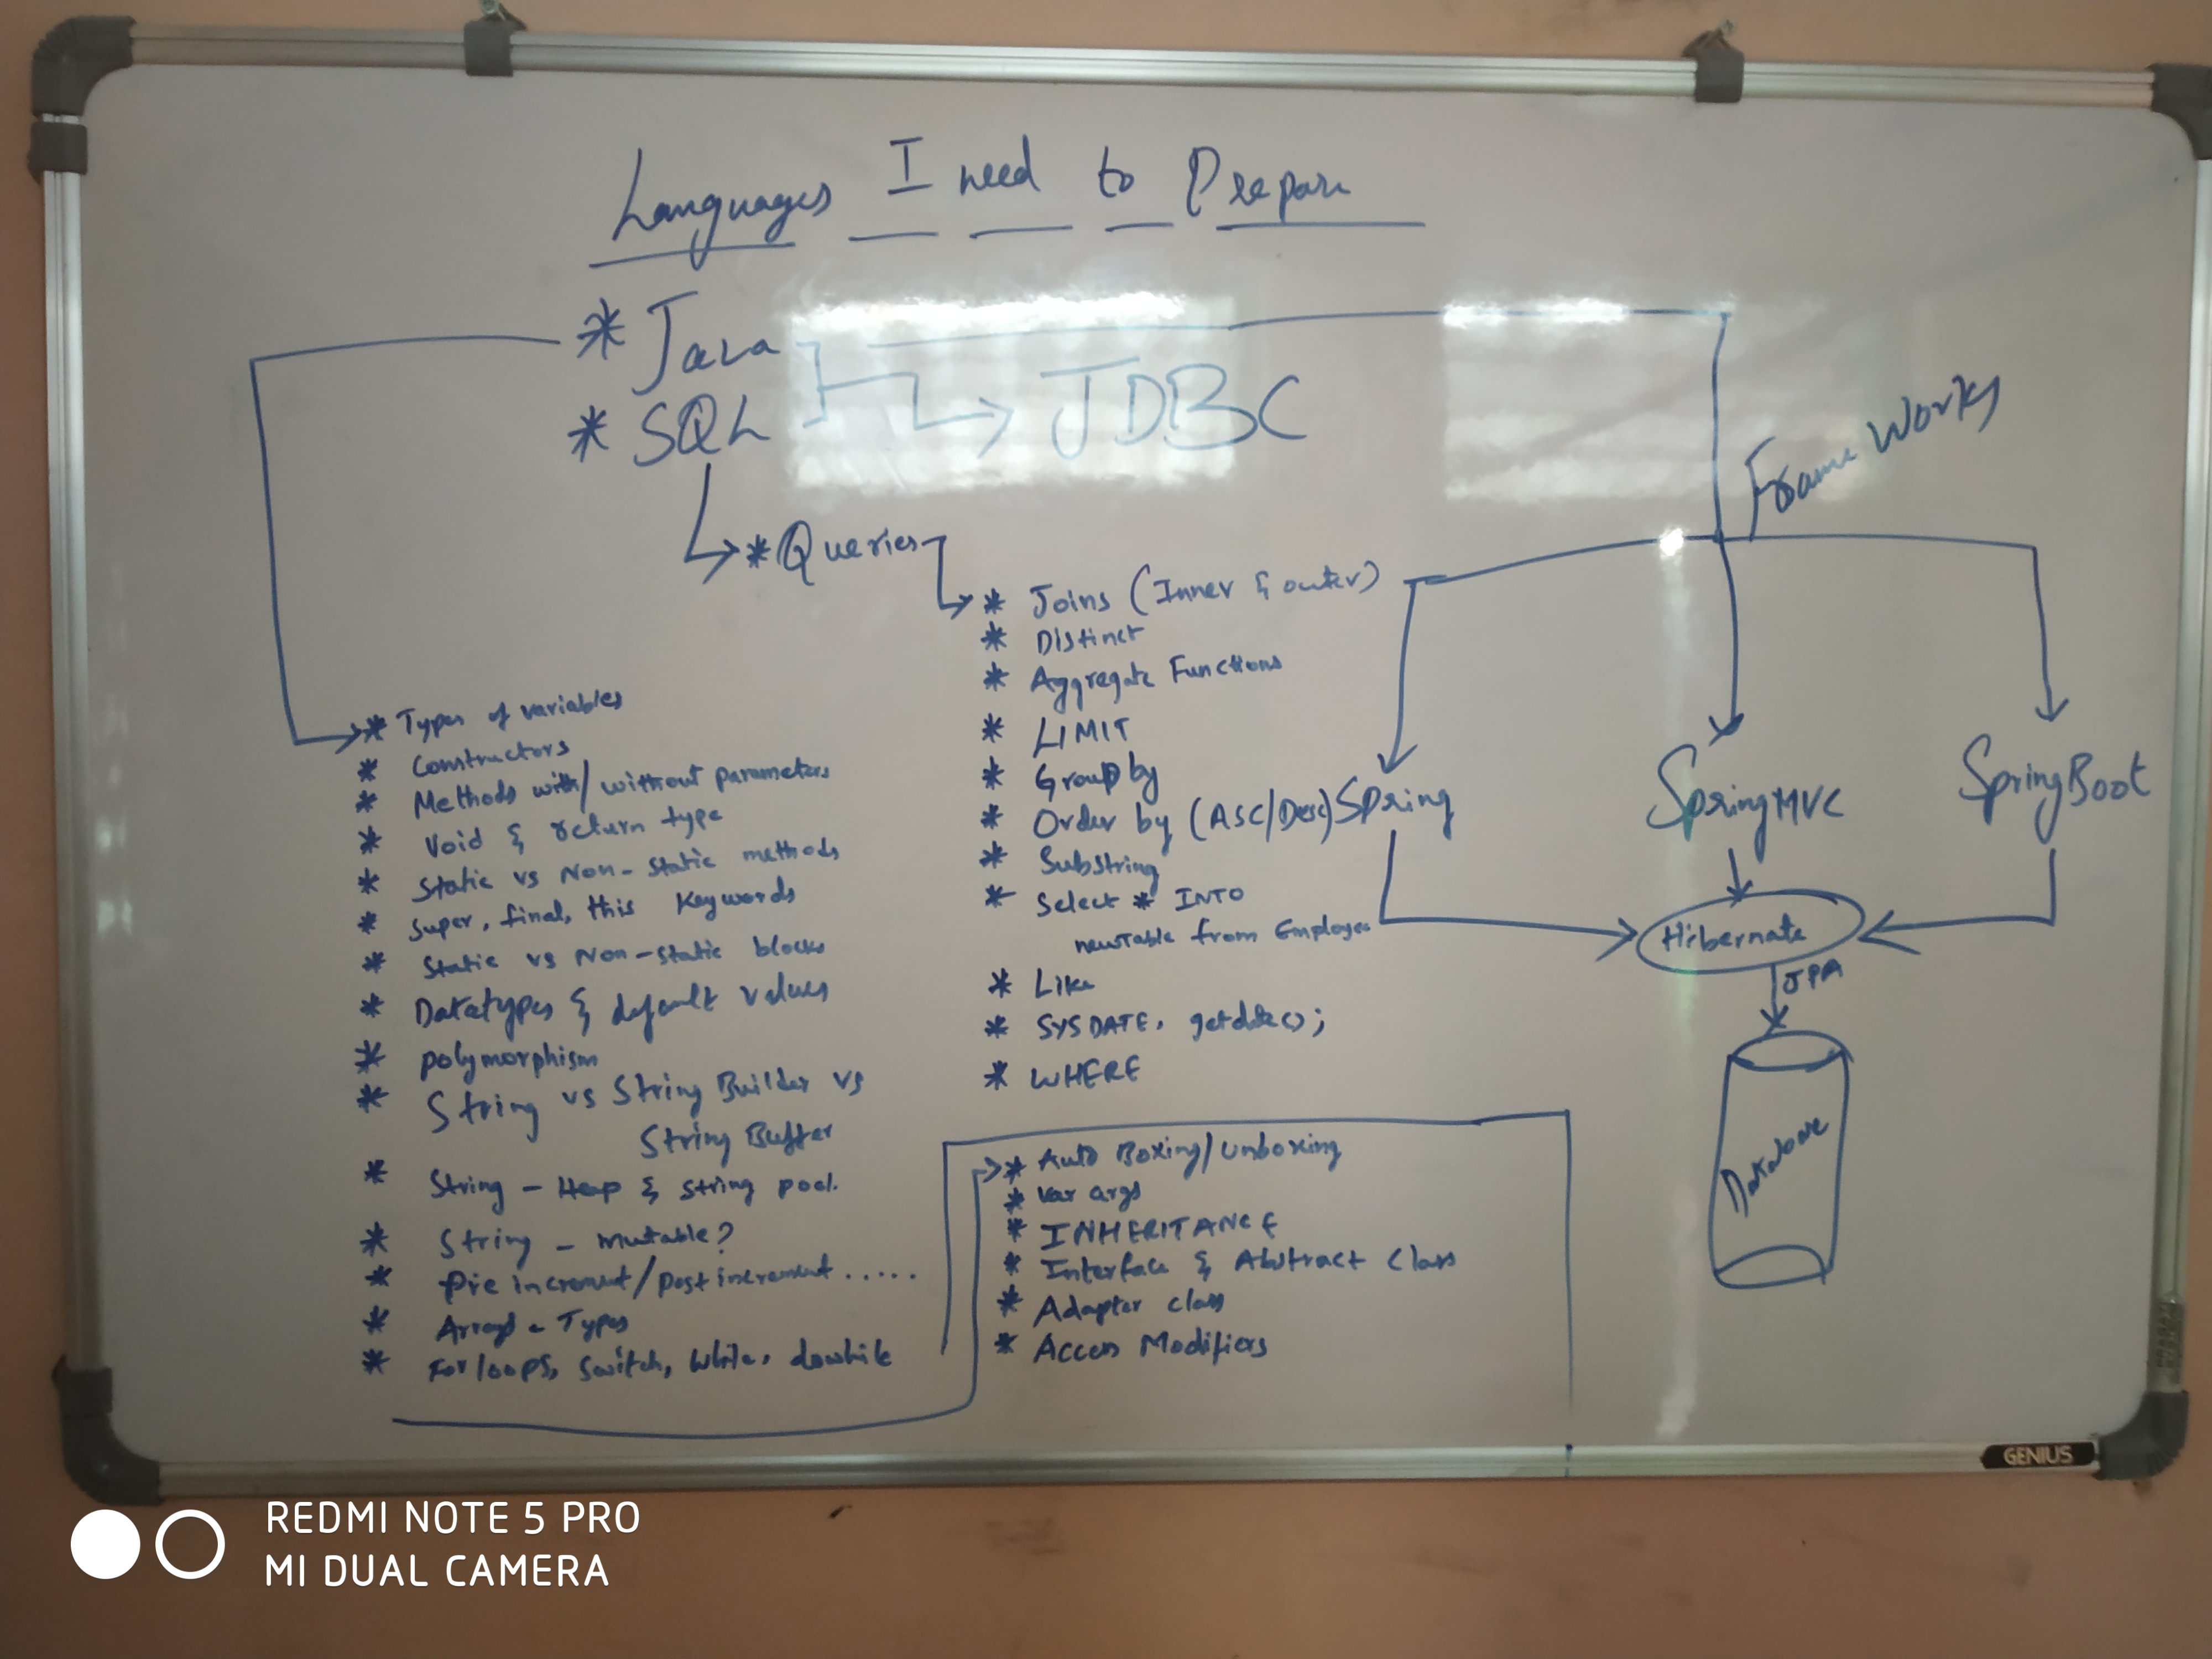 Languages I need to Prepare
* Java
* SQL
JDBC
* Queries
* Joins (Inner & outer)
* Distinct
* Aggregate Functions
* LIMIT
* Group by
* Order by (ASC/Desc)
* Substring
* Select * INTO
newTable from Employee
* Like
* SYSDATE, getdate();
* WHERE
* Types of variables
* Constructors
* Methods with/without parameters
* Void & return type
* Static vs Non-static methods
* Super, final, this Keywords
* Static vs Non-static blocks
* Datatypes & default values
* polymorphism
* String vs String Builder vs
String Buffer
* String - Heap & string pool.
* String - mutable?
* Pre increment/post increment.....
* Arrays - Types
* For loops, switch, while, dowhile
* Auto Boxing/unboxing
* var args
* INHERITANCE
* Interface & Abstract class
* Adapter class
* Access Modifiers
Frame Works
Spring
Spring MVC
Spring Boot
Hibernate
JPA
Database
GENIUS
REDMI NOTE 5 PRO
MI DUAL CAMERA